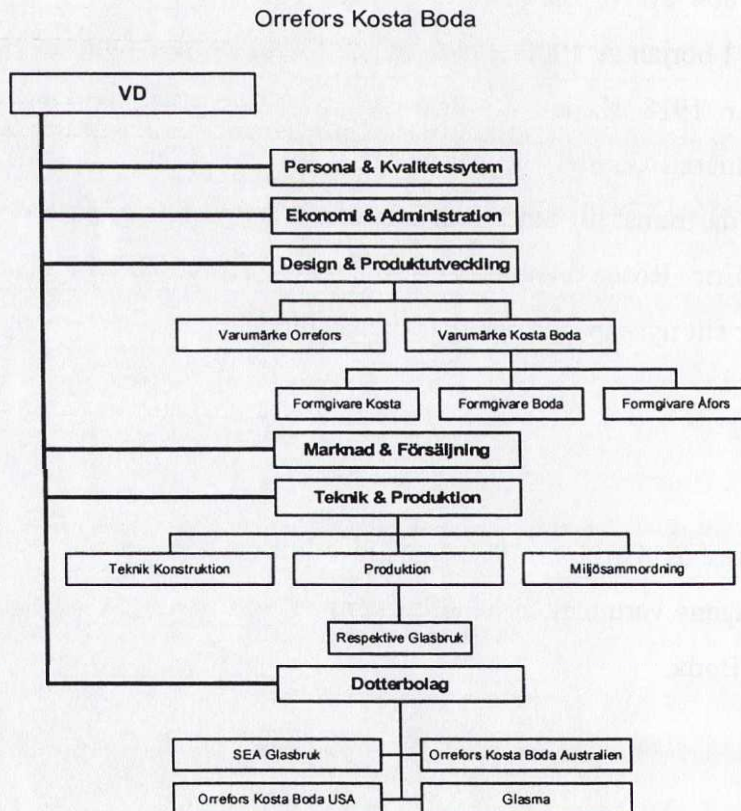 Orrefors Kosta Boda
VD
Personal & Kvalitetssytem
Ekonomi & Administration
Design & Produktutveckling
Varumärke Orrefors
Varumärke Kosta Boda
Formgivare Kosta
Formgivare Boda
Formgivare Åfors
Marknad & Försäljning
Teknik & Produktion
Teknik Konstruktion
Produktion
Miljösammordning
Respektive Glasbruk
Dotterbolag
SEA Glasbruk
Orrefors Kosta Boda Australien
Orrefors Kosta Boda USA
Glasma